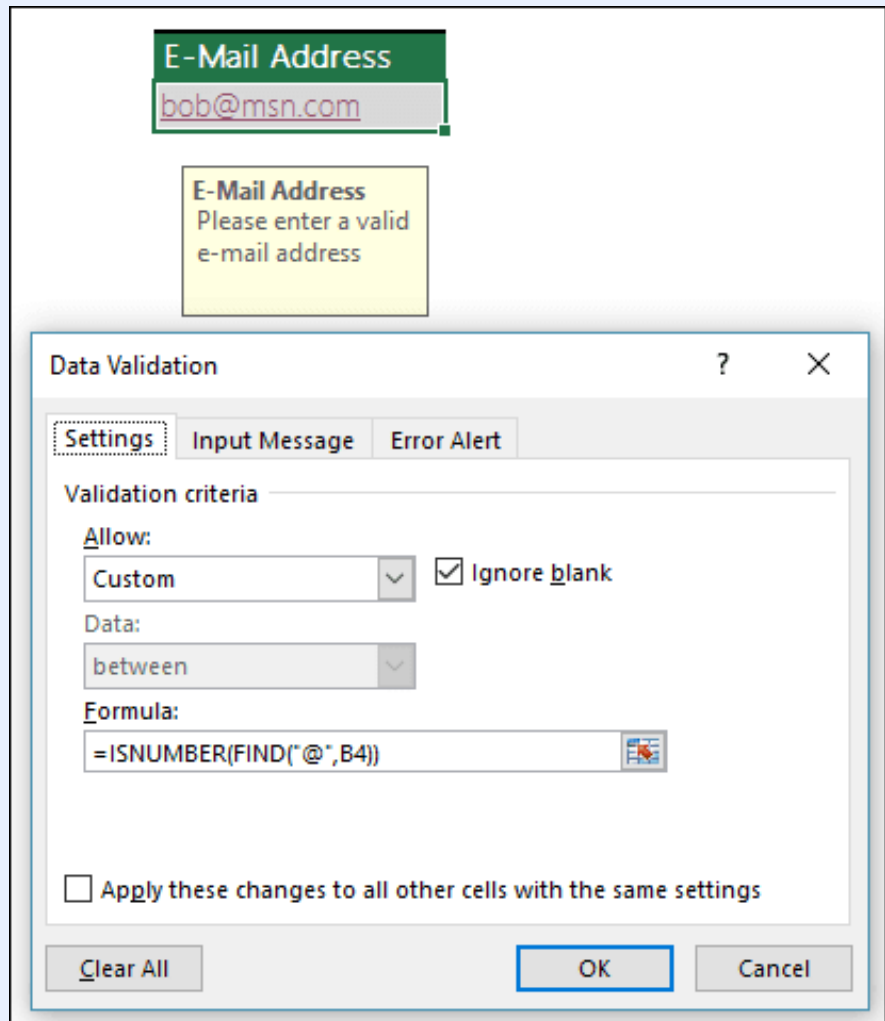 E-Mail Address
bob@msn.com
E-Mail Address
Please enter a valid
e-mail address
Data Validation
?
Settings
Input Message
Error Alert
Validation criteria
Allow:
Custom
Ignore blank
Data:
between
Formula:
=ISNUMBER(FIND("@",B4))
Apply these changes to all other cells with the same settings
Clear All
OK
Cancel